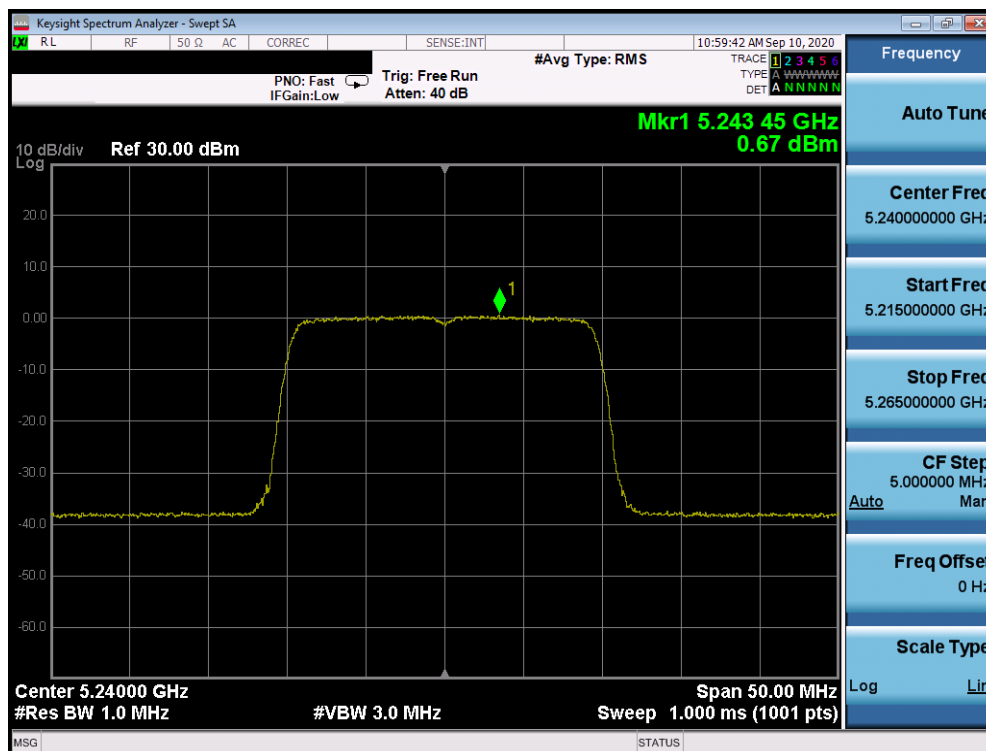 Keysight Spectrum Analyzer - Swept SA
LXI RL RF 50 Ω AC CORREC SENSE:INT 10:59:42 AM Sep 10, 2020
#Avg Type: RMS
TRACE 1 2 3 4 5 6
PNO: Fast Trig: Free Run TYPE A WWWWW
IFGain:Low Atten: 40 dB DET A N N N N N
Mkr1 5.243 45 GHz
0.67 dBm
10 dB/div Ref 30.00 dBm
Log
20.0
10.0
1
0.00
-10.0
-20.0
-30.0
-40.0
-50.0
-60.0
Center 5.24000 GHz Span 50.00 MHz
#Res BW 1.0 MHz #VBW 3.0 MHz Sweep 1.000 ms (1001 pts)
MSG STATUS
Frequency
Auto Tune
Center Freq
5.240000000 GHz
Start Freq
5.215000000 GHz
Stop Freq
5.265000000 GHz
CF Step
5.000000 MHz
Auto Man
Freq Offset
0 Hz
Scale Type
Log Lin